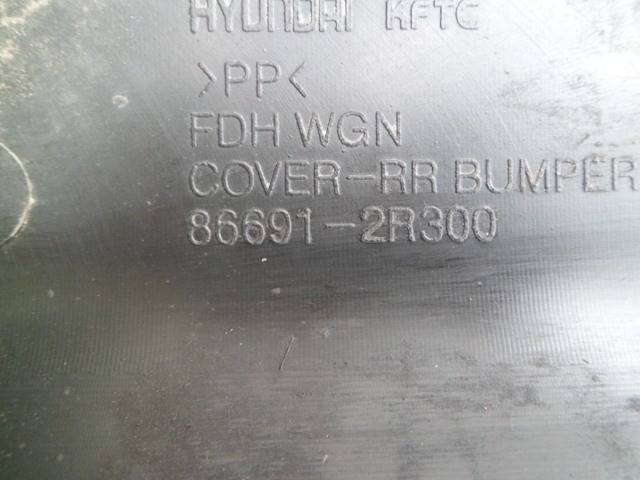 HYUNDAI KFTC
>PP<
FDH WGN
COVER-RR BUMPER
86691-2R300